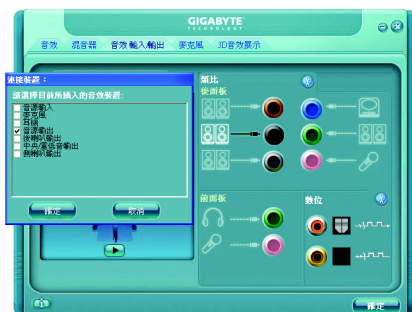 GIGABYTE™
TECHNOLOGY
音效 混音器 音效 輸入/輸出 麥克風 3D音效展示
連接裝置：
請選擇目前所插入的音效裝置:
音源輸入
麥克風
耳機
音源輸出
後喇叭輸出
中央/重低音輸出
側喇叭輸出
確定 取消
類比
後面板
前面板
數位
確定